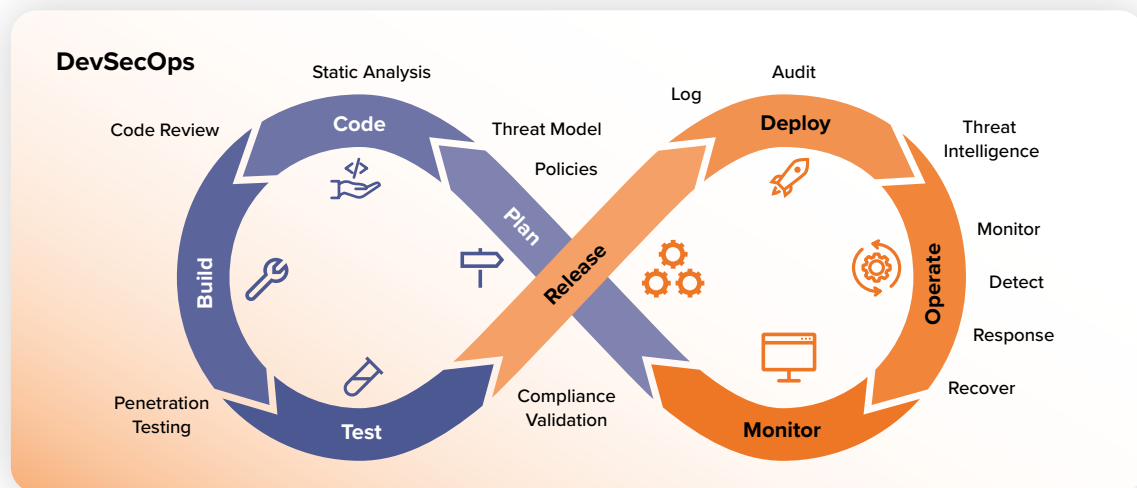 DevSecOps
Static Analysis
Code Review
Code
Threat Model
Policies
Plan
Build
Penetration
Testing
Test
Compliance
Validation
Release
Log
Audit
Deploy
Threat
Intelligence
Operate
Monitor
Detect
Response
Recover
Monitor